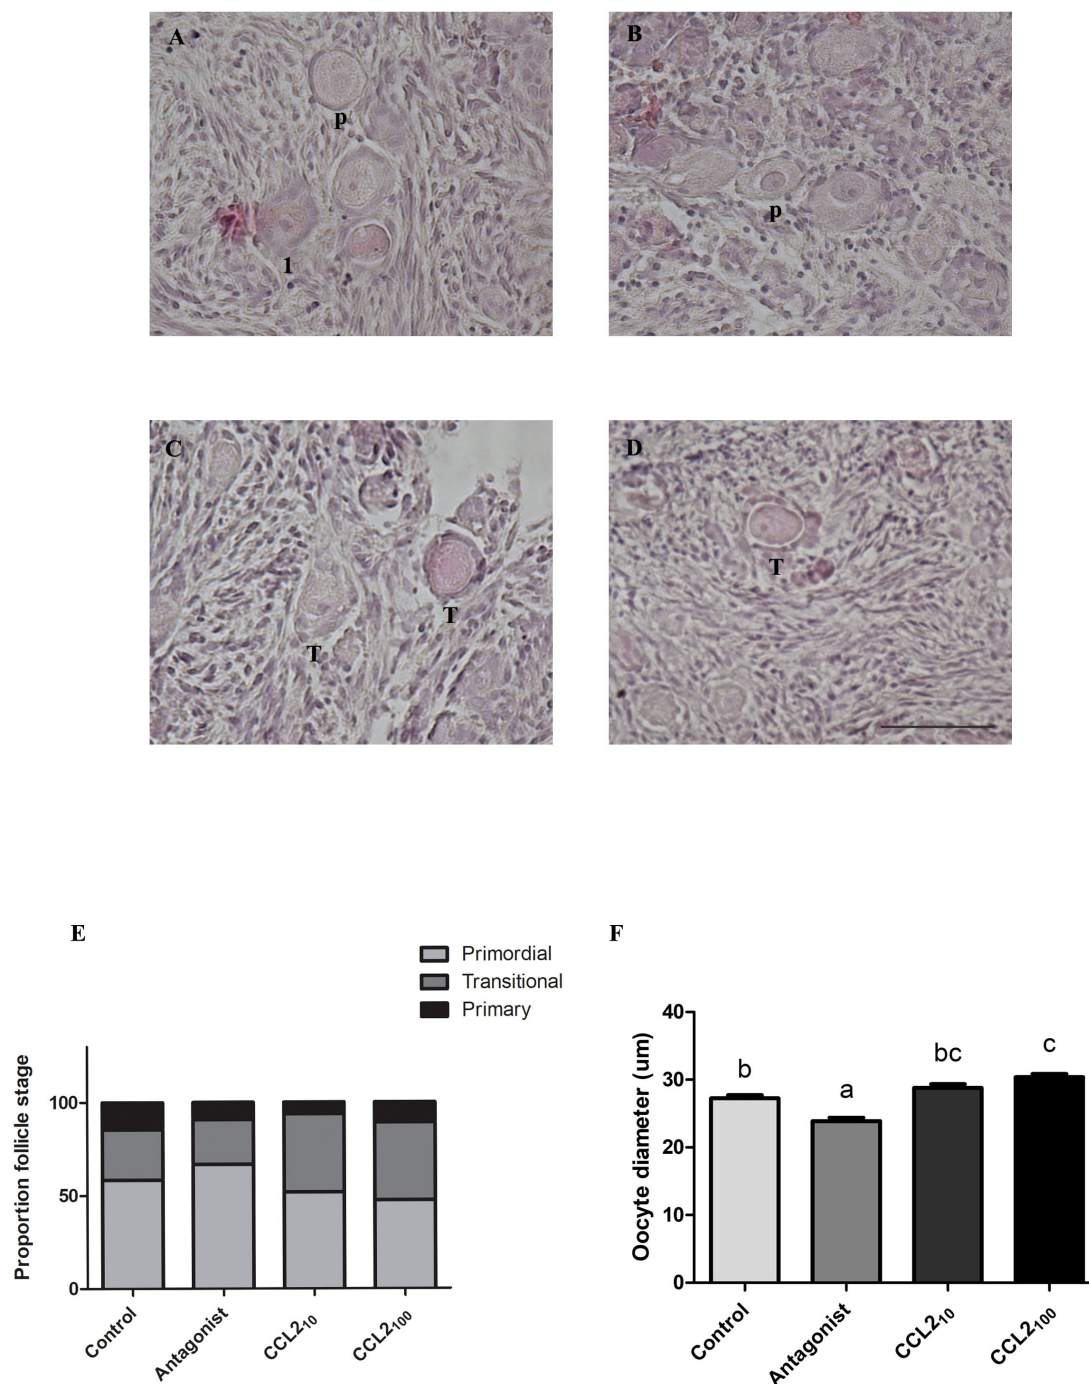 A
B
p
p
1
C
D
T
T
T
E
F
Primordial
Transitional
Primary
Proportion follicle stage
100
50
0
Control
Antagonist
CCL2₁₀
CCL2₁₀₀
Oocyte diameter (um)
40
30
20
10
0
b
a
bc
c
Control
Antagonist
CCL2₁₀
CCL2₁₀₀